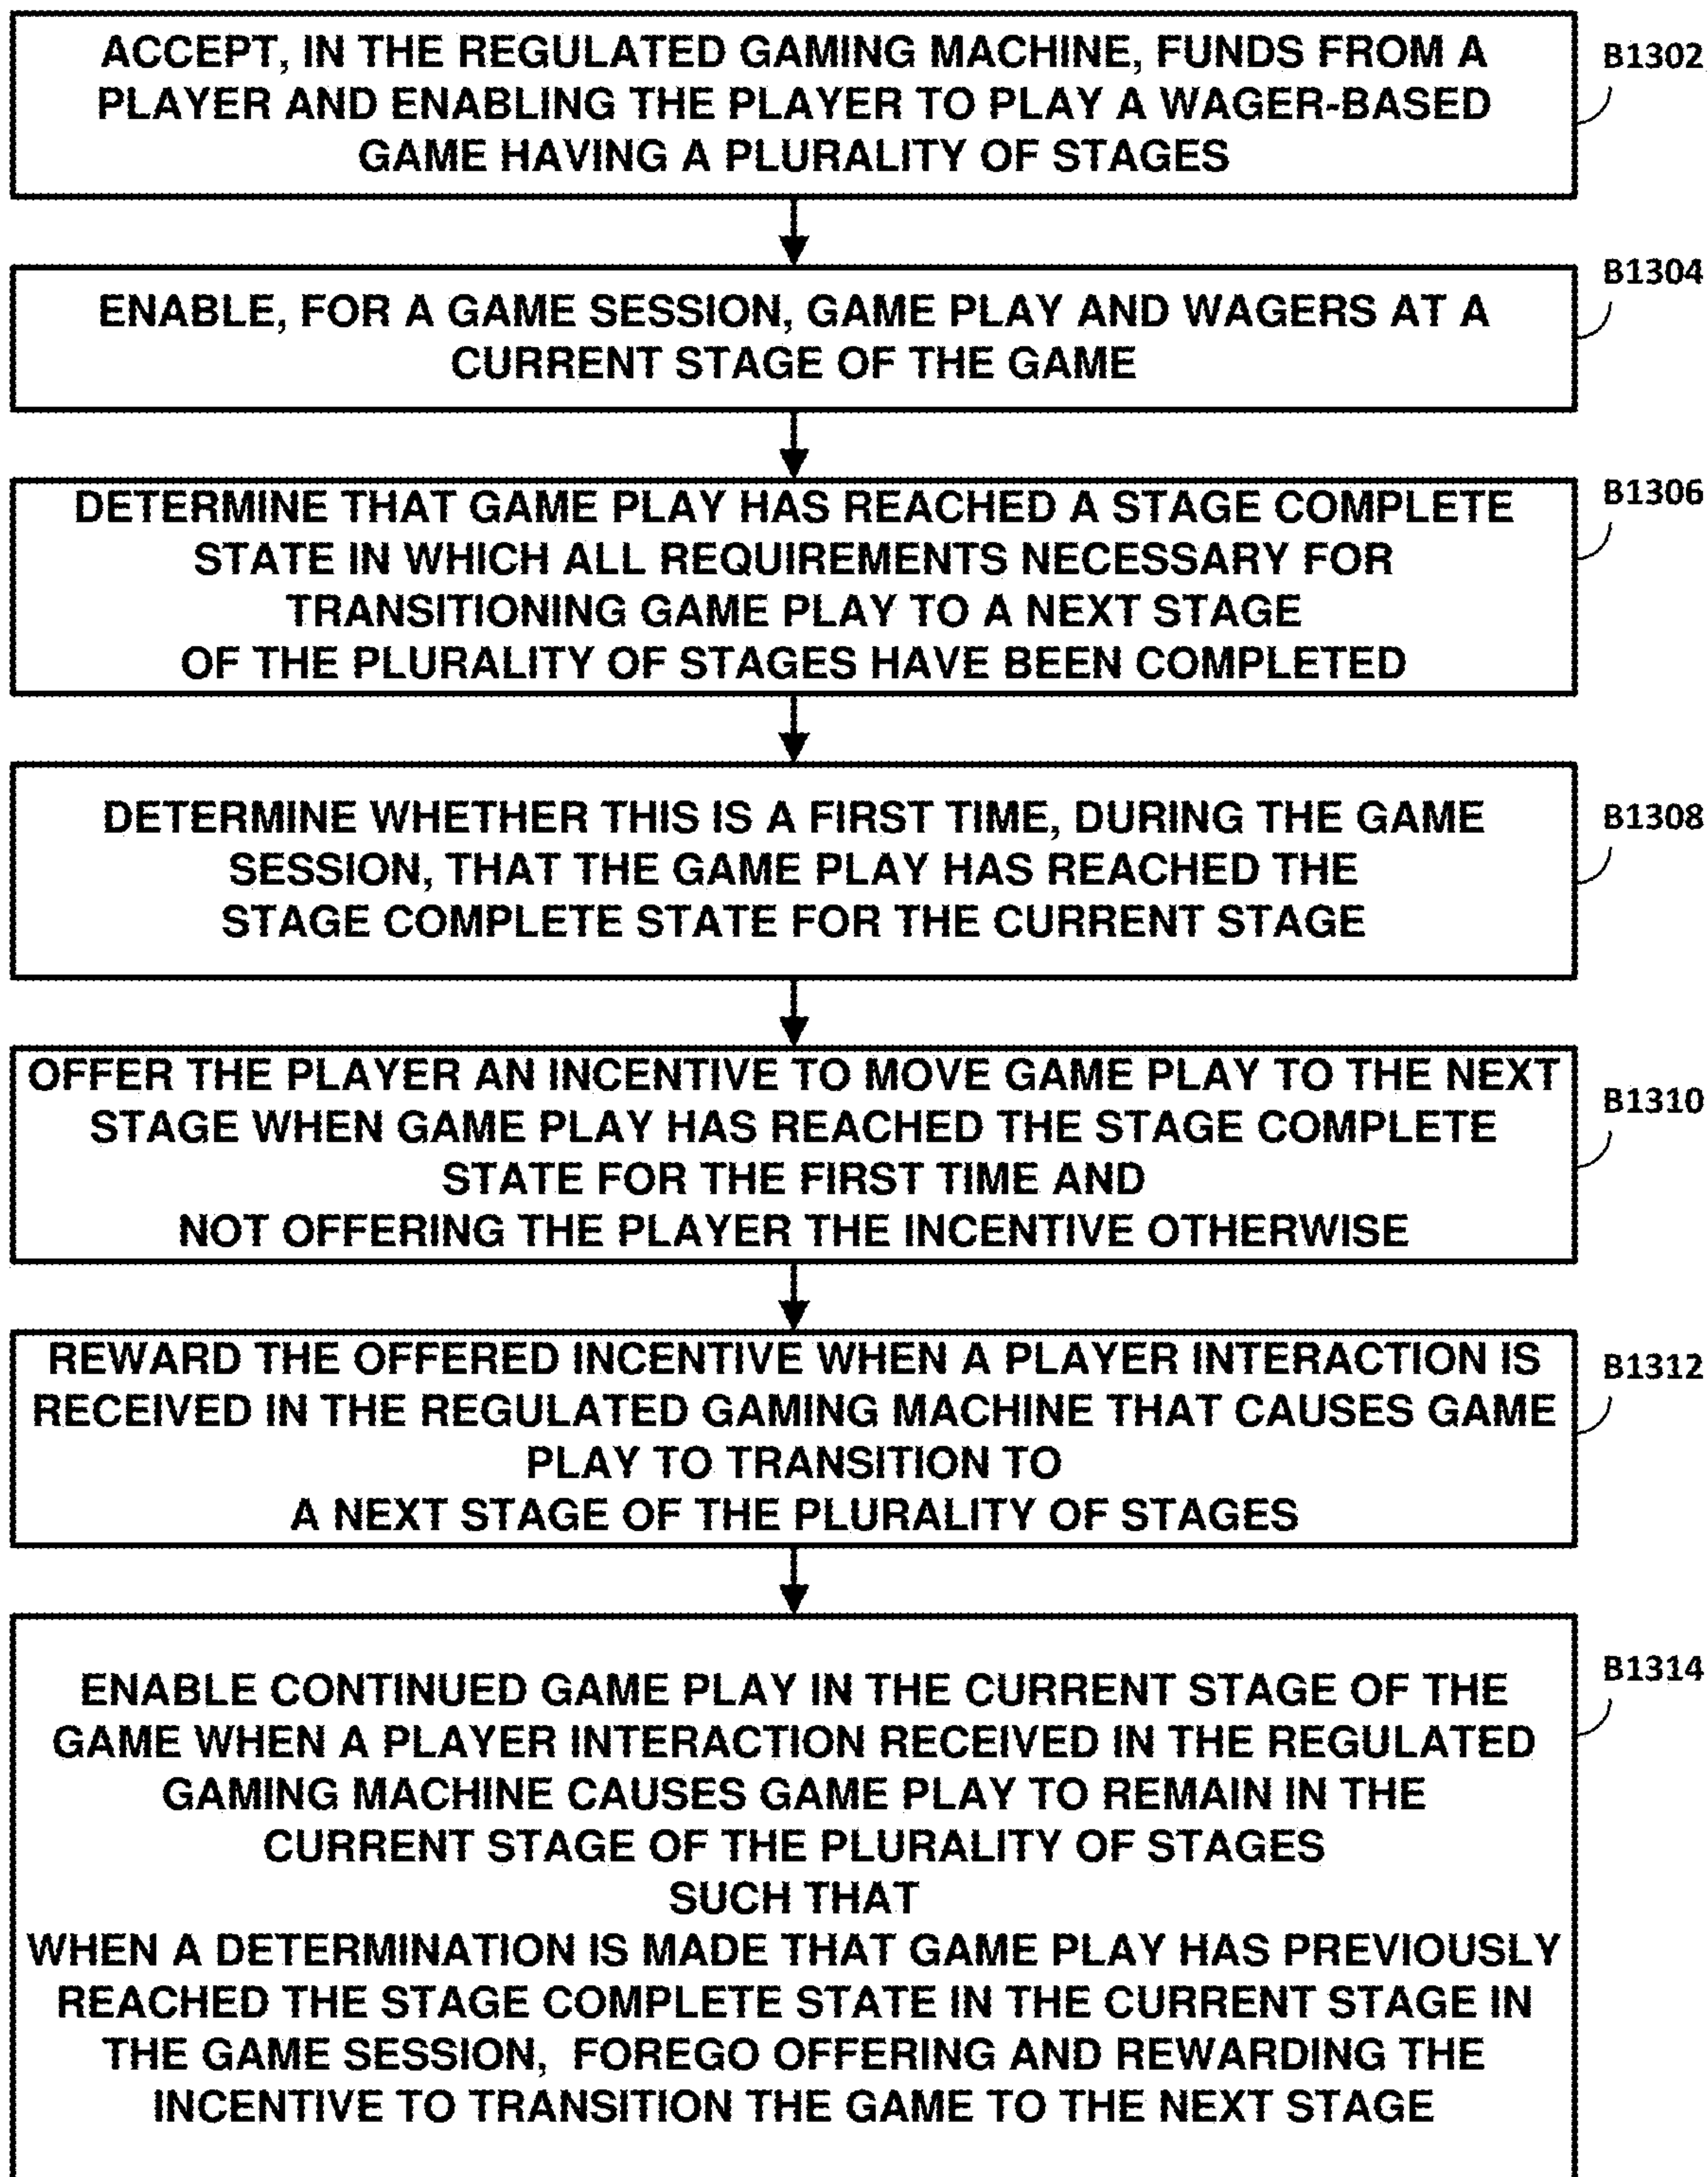 ACCEPT, IN THE REGULATED GAMING MACHINE, FUNDS FROM A
PLAYER AND ENABLING THE PLAYER TO PLAY A WAGER-BASED
GAME HAVING A PLURALITY OF STAGES
B1302
ENABLE, FOR A GAME SESSION, GAME PLAY AND WAGERS AT A
CURRENT STAGE OF THE GAME
B1304
DETERMINE THAT GAME PLAY HAS REACHED A STAGE COMPLETE
STATE IN WHICH ALL REQUIREMENTS NECESSARY FOR
TRANSITIONING GAME PLAY TO A NEXT STAGE
OF THE PLURALITY OF STAGES HAVE BEEN COMPLETED
B1306
DETERMINE WHETHER THIS IS A FIRST TIME, DURING THE GAME
SESSION, THAT THE GAME PLAY HAS REACHED THE
STAGE COMPLETE STATE FOR THE CURRENT STAGE
B1308
OFFER THE PLAYER AN INCENTIVE TO MOVE GAME PLAY TO THE NEXT
STAGE WHEN GAME PLAY HAS REACHED THE STAGE COMPLETE
STATE FOR THE FIRST TIME AND
NOT OFFERING THE PLAYER THE INCENTIVE OTHERWISE
B1310
REWARD THE OFFERED INCENTIVE WHEN A PLAYER INTERACTION IS
RECEIVED IN THE REGULATED GAMING MACHINE THAT CAUSES GAME
PLAY TO TRANSITION TO
A NEXT STAGE OF THE PLURALITY OF STAGES
B1312
ENABLE CONTINUED GAME PLAY IN THE CURRENT STAGE OF THE
GAME WHEN A PLAYER INTERACTION RECEIVED IN THE REGULATED
GAMING MACHINE CAUSES GAME PLAY TO REMAIN IN THE
CURRENT STAGE OF THE PLURALITY OF STAGES
SUCH THAT
WHEN A DETERMINATION IS MADE THAT GAME PLAY HAS PREVIOUSLY
REACHED THE STAGE COMPLETE STATE IN THE CURRENT STAGE IN
THE GAME SESSION, FOREGO OFFERING AND REWARDING THE
INCENTIVE TO TRANSITION THE GAME TO THE NEXT STAGE
B1314